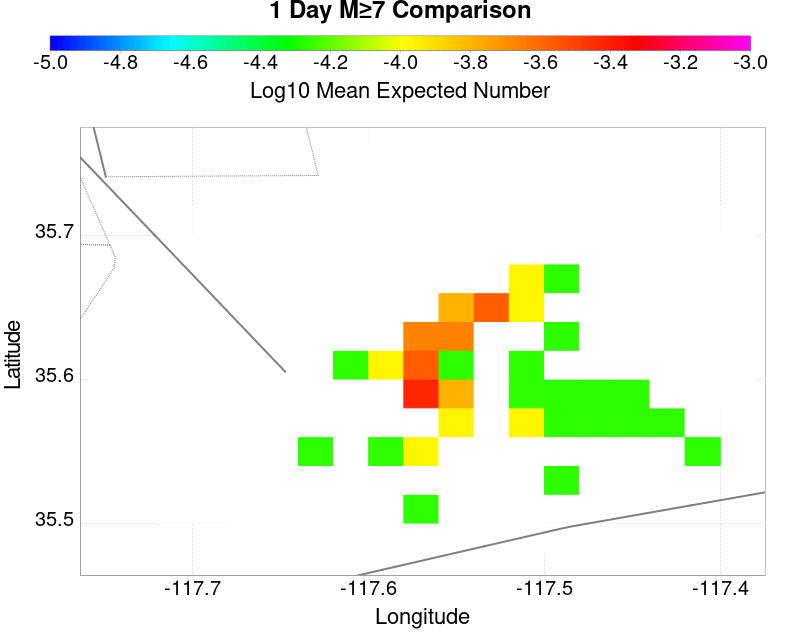 1 Day M≥7 Comparison
-5.0 -4.8 -4.6 -4.4 -4.2 -4.0 -3.8 -3.6 -3.4 -3.2 -3.0
Log10 Mean Expected Number
35.7
35.6
35.5
Latitude
-117.7 -117.6 -117.5 -117.4
Longitude